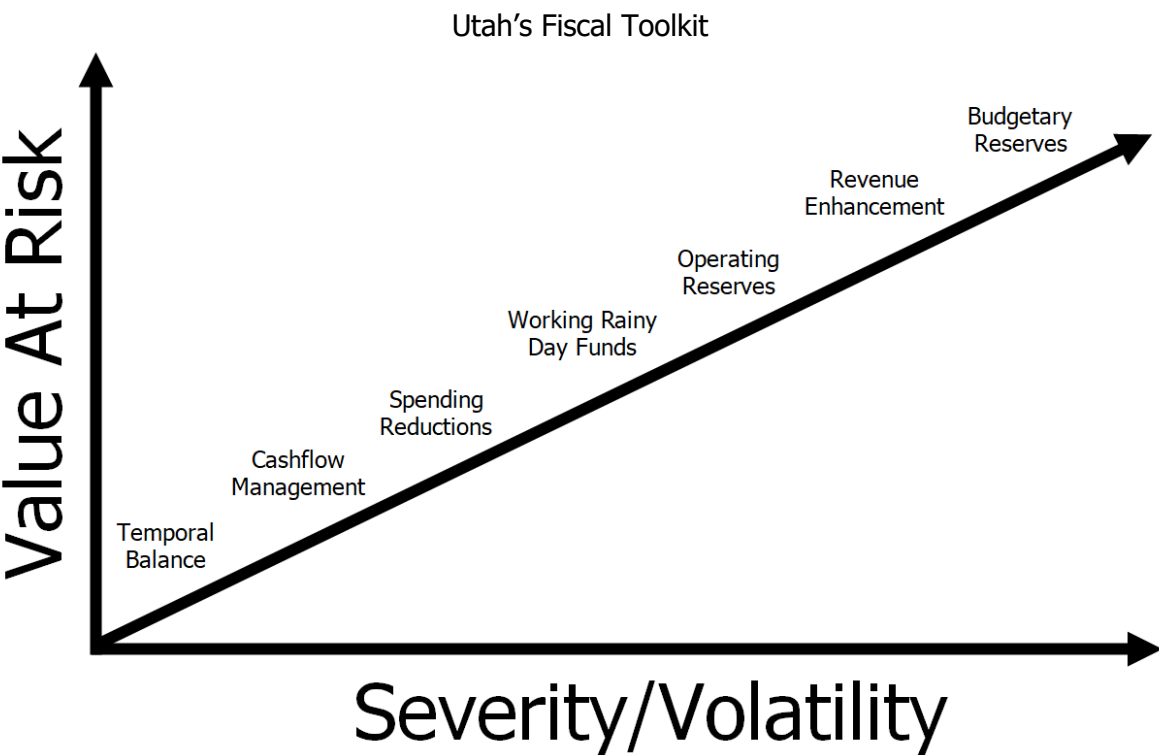 Utah’s Fiscal Toolkit
Value At Risk
Budgetary
Reserves
Revenue
Enhancement
Operating
Reserves
Working Rainy
Day Funds
Spending
Reductions
Cashflow
Management
Temporal
Balance
Severity/Volatility